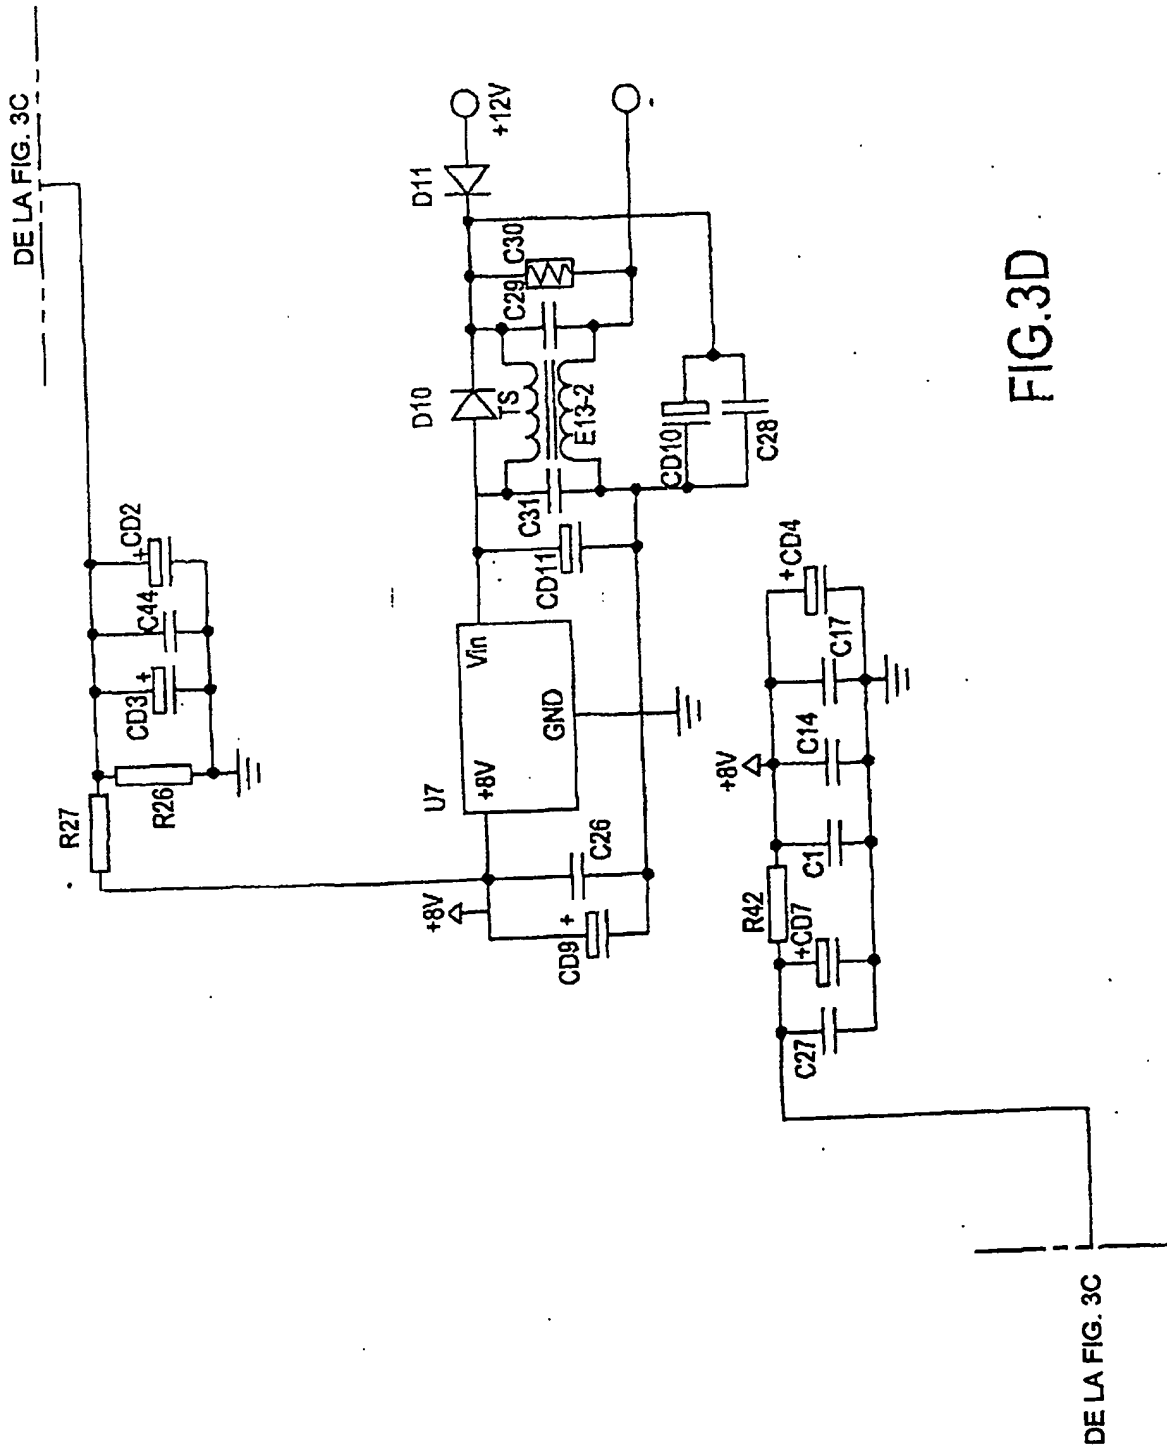 DE LA FIG. 3C
R27
R26
CD3
+
C44
CD2
+
U7
+8V
Vin
GND
+8V
CD9
+
C26
CD11
C31
D10
TS
E13-2
C29
C30
D11
+12V
CD10
C28
R42
+8V
C27
+CD7
C1
C14
C17
+CD4
DE LA FIG. 3C
FIG.3D